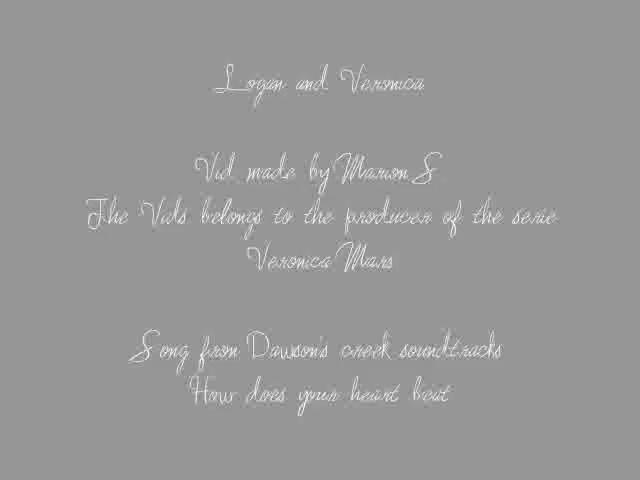 Logan and Veronica
Vid made by Marion S
The Vids belongs to the producer of the serie
Veronica Mars
Song from Dawson's creek soundtracks
How does your heart beat